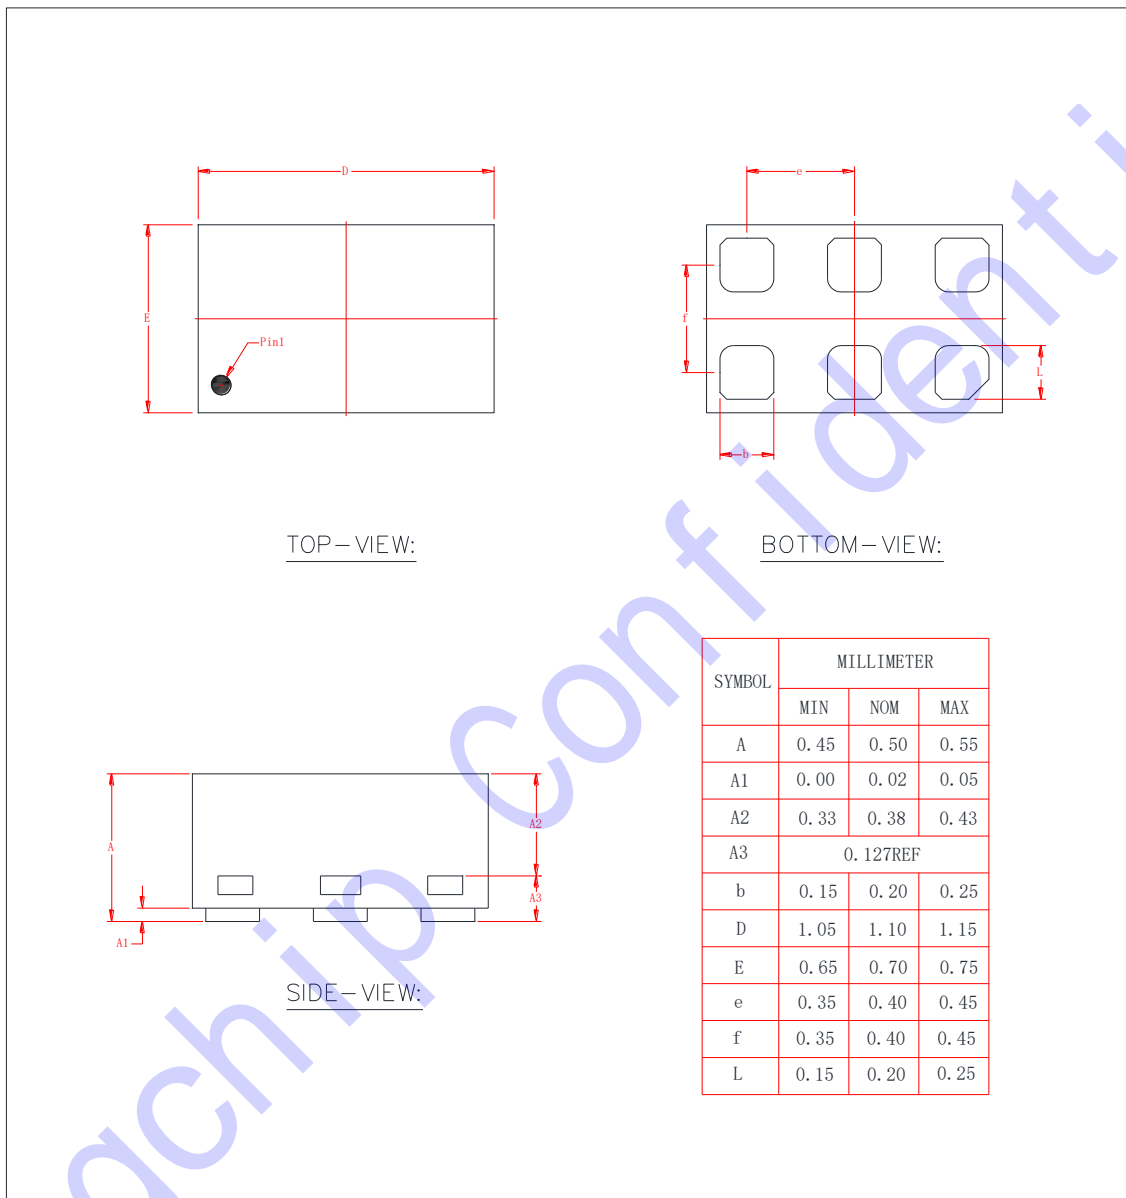 D
E
Pin1
TOP-VIEW:
e
f
L
b
BOTTOM-VIEW:
A
A1
A2
A3
SIDE-VIEW:
SYMBOL MILLIMETER
MIN NOM MAX
A 0.45 0.50 0.55
A1 0.00 0.02 0.05
A2 0.33 0.38 0.43
A3 0.127REF
b 0.15 0.20 0.25
D 1.05 1.10 1.15
E 0.65 0.70 0.75
e 0.35 0.40 0.45
f 0.35 0.40 0.45
L 0.15 0.20 0.25